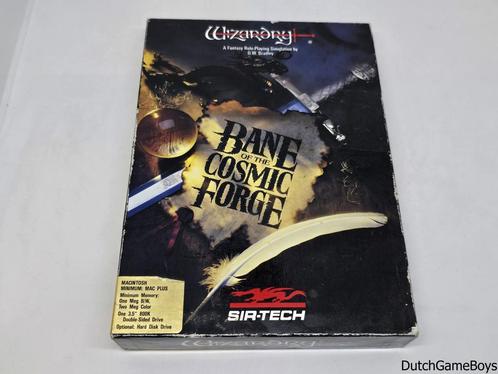 Wizardry
A Fantasy Role-Playing Simulation by
D.W. Bradley
BANE
OF THE
COSMIC
FORGE
MACINTOSH
MINIMUM: MAC PLUS
Minimum Memory:
One Meg B/W,
Two Meg Color
One 3.5" 800K
Double-Sided Drive
Optional: Hard Disk Drive
SIR-TECH
Wizardry
DutchGameBoys